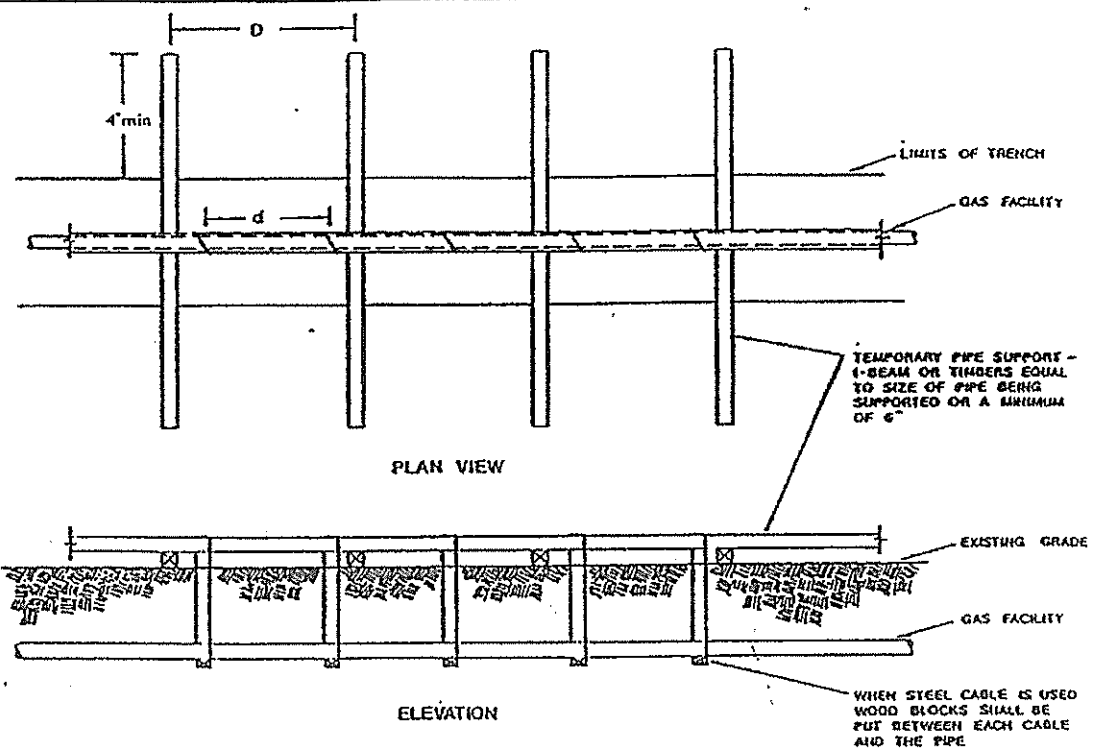 D
4' min
LIMITS OF TRENCH
GAS FACILITY
d
TEMPORARY PIPE SUPPORT -
I-BEAM OR TIMBERS EQUAL
TO SIZE OF PIPE BEING
SUPPORTED OR A MINIMUM
OF 6"
PLAN VIEW
EXISTING GRADE
GAS FACILITY
WHEN STEEL CABLE IS USED
WOOD BLOCKS SHALL BE
PUT BETWEEN EACH CABLE
AND THE PIPE
ELEVATION